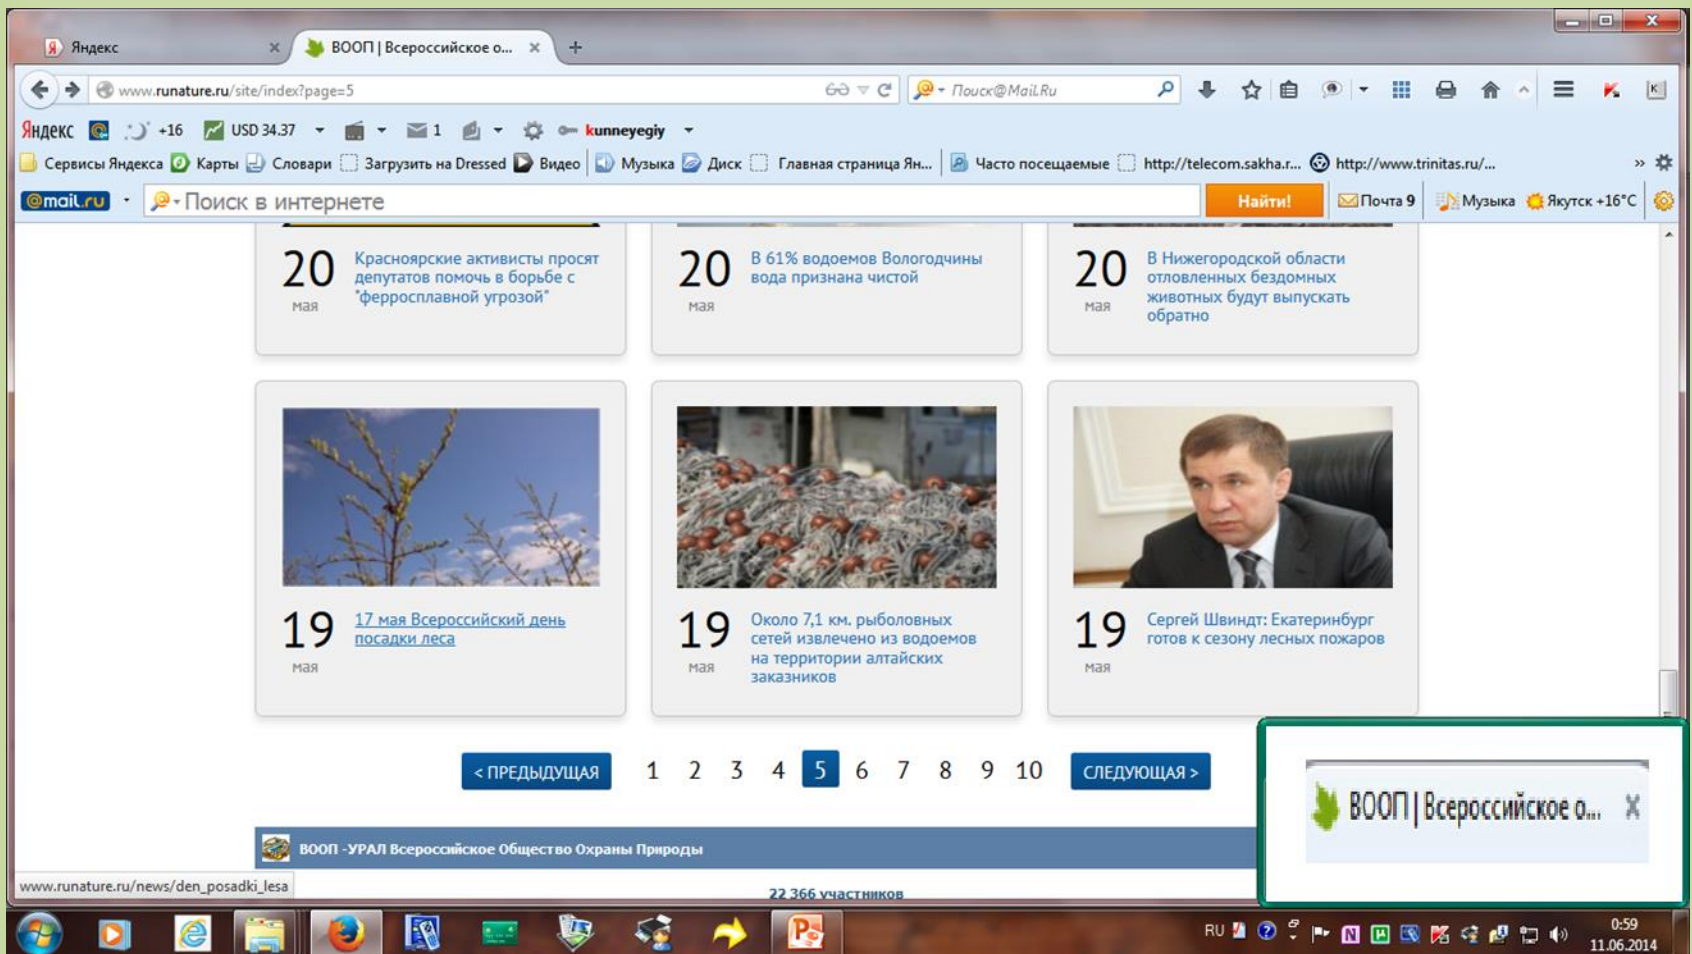 Яндекс
ВООП | Всероссийское о...
www.runature.ru/site/index?page=5
Поиск@Mail.Ru
Яндекс +16 USD 34.37 1 kunneyegiy
Сервисы Яндекса Карты Словари Загрузить на Dressed Видео Музыка Диск Главная страница Ян... Часто посещаемые http://telecom.sakha.r... http://www.trinitas.ru/... »
@mail.ru Поиск в интернете Найти! Почта 9 Музыка Якутск +16°C
20 мая
Красноярские активисты просят
депутатов помочь в борьбе с
"ферросплавной угрозой"
20 мая
В 61% водоемов Вологодчины
вода признана чистой
20 мая
В Нижегородской области
отловленных бездомных
животных будут выпускать
обратно
19 мая
17 мая Всероссийский день
посадки леса
19 мая
Около 7,1 км. рыболовных
сетей извлечено из водоемов
на территории алтайских
заказников
19 мая
Сергей Швиндт: Екатеринбург
готов к сезону лесных пожаров
< ПРЕДЫДУЩАЯ 1 2 3 4 5 6 7 8 9 10 СЛЕДУЮЩАЯ >
ВООП | Всероссийское о...
ВООП -УРАЛ Всероссийское Общество Охраны Природы
www.runature.ru/news/den_posadki_lesa
22 366 участников
RU
0:59
11.06.2014